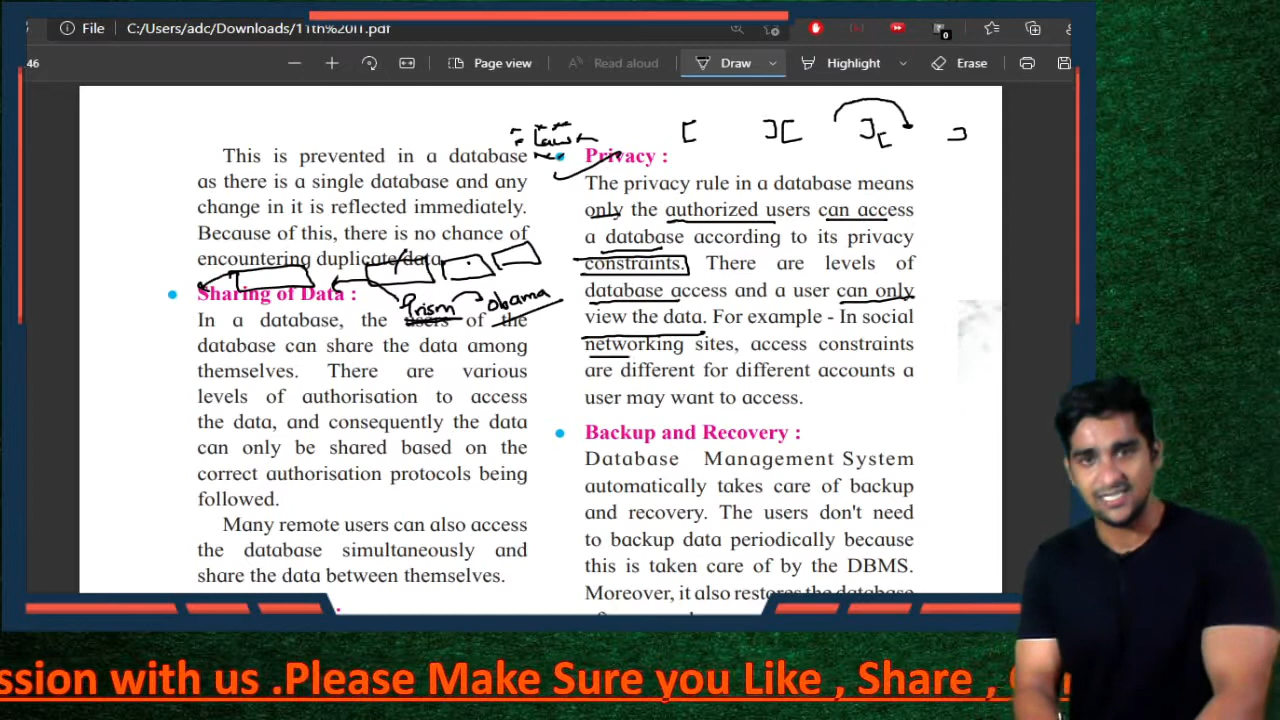 File
C:/Users/adc/Downloads/11th%20IT.pdf
0
46
Page view
Read aloud
Draw
Highlight
Erase
This is prevented in a database
as there is a single database and any
change in it is reflected immediately.
Because of this, there is no chance of
encountering duplicate data.
Sharing of Data :
Prism
Obama
In a database, the users of the
database can share the data among
themselves. There are various
levels of authorisation to access
the data, and consequently the data
can only be shared based on the
correct authorisation protocols being
followed.
Many remote users can also access
the database simultaneously and
share the data between themselves.
Law
Privacy :
The privacy rule in a database means
only the authorized users can access
a database according to its privacy
constraints. There are levels of
database access and a user can only
view the data. For example - In social
networking sites, access constraints
are different for different accounts a
user may want to access.
Backup and Recovery :
Database Management System
automatically takes care of backup
and recovery. The users don't need
to backup data periodically because
this is taken care of by the DBMS.
Moreover, it also restores the database
ssion with us .Please Make Sure you Like , Share ,